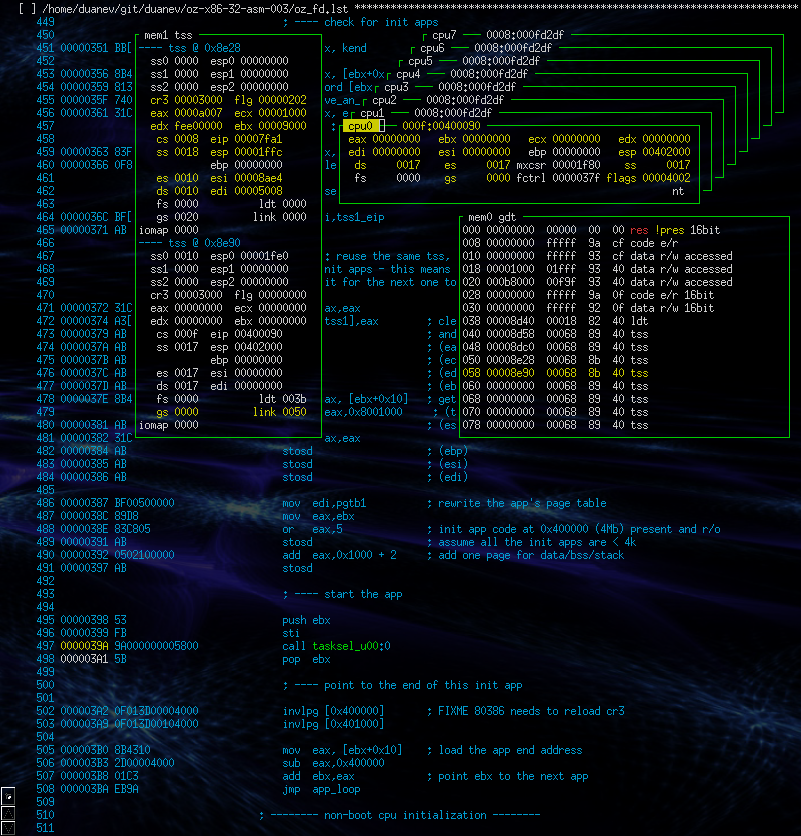 [ ] /home/duanev/git/duanev/oz-x86-32-asm-003/oz_fd.lst ********************************************************************
449 ; ---- check for init apps
450
451 00000351 BB[ x, kend
452
453 00000356 8B4 x, [ebx+0x
454 00000359 813 ord [ebx
455 0000035F 740 ve_an_
456 00000361 31C x, e
457 :
458
459 00000363 83F x,
460 00000366 0F8 le
461
462 se
463
464 0000036C BF[ i,tss1_eip
465 00000371 AB
466
467 : reuse the same tss,
468 nit apps - this means
469 it for the next one to
470
471 00000372 31C ax,eax
472 00000374 A3[ tss1],eax ; cle
473 00000379 AB ; and
474 0000037A AB ; (ea
475 0000037B AB ; (ec
476 0000037C AB ; (ed
477 0000037D AB ; (eb
478 0000037E 8B4 ax, [ebx+0x10] ; get
479 eax,0x8001000 ; (t
480 00000381 AB ; (es
481 00000382 31C ax,eax
482 00000384 AB stosd ; (ebp)
483 00000385 AB stosd ; (esi)
484 00000386 AB stosd ; (edi)
485
486 00000387 BF00500000 mov edi,pgtb1 ; rewrite the app's page table
487 0000038C 89D8 mov eax,ebx
488 0000038E 83C805 or eax,5 ; init app code at 0x400000 (4Mb) present and r/o
489 00000391 AB stosd ; assume all the init apps are < 4k
490 00000392 0502100000 add eax,0x1000 + 2 ; add one page for data/bss/stack
491 00000397 AB stosd
492
493 ; ---- start the app
494
495 00000398 53 push ebx
496 00000399 FB sti
497 0000039A 9A000000005800 call tasksel_u00:0
498 000003A1 5B pop ebx
499
500 ; ---- point to the end of this init app
501
502 000003A2 0F013D00004000 invlpg [0x400000] ; FIXME 80386 needs to reload cr3
503 000003A9 0F013D00104000 invlpg [0x401000]
504
505 000003B0 8B4310 mov eax, [ebx+0x10] ; load the app end address
506 000003B3 2D00004000 sub eax,0x400000
507 000003B8 01C3 add ebx,eax ; point ebx to the next app
508 000003BA EB9A jmp app_loop
509
510 ; -------- non-boot cpu initialization --------
511
mem1 tss
---- tss @ 0x8e28
ss0 0000 esp0 00000000
ss1 0000 esp1 00000000
ss2 0000 esp2 00000000
cr3 00003000 flg 00000202
eax 0000a007 ecx 00001000
edx fee00000 ebx 00009000
cs 0008 eip 00007fa1
ss 0018 esp 00001ffc
ebp 00000000
es 0010 esi 00008ae4
ds 0010 edi 00005008
fs 0000 ldt 0000
gs 0020 link 0000
iomap 0000
---- tss @ 0x8e90
ss0 0010 esp0 00001fe0
ss1 0000 esp1 00000000
ss2 0000 esp2 00000000
cr3 00003000 flg 00000000
eax 00000000 ecx 00000000
edx 00000000 ebx 00000000
cs 000f eip 00400090
ss 0017 esp 00402000
ebp 00000000
es 0017 esi 00000000
ds 0017 edi 00000000
fs 0000 ldt 003b
gs 0000 link 0050
iomap 0000
cpu7 — 0008:000fd2df
cpu6 — 0008:000fd2df
cpu5 — 0008:000fd2df
cpu4 — 0008:000fd2df
cpu3 — 0008:000fd2df
cpu2 — 0008:000fd2df
cpu1 — 0008:000fd2df
cpu0 — 000f:00400090
eax 00000000 ebx 00000000 ecx 00000000 edx 00000000
edi 00000000 esi 00000000 ebp 00000000 esp 00402000
ds 0017 es 0017 mxcsr 00001f80 ss 0017
fs 0000 gs 0000 fctrl 0000037f flags 00004002
nt
mem0 gdt
000 00000000 00000 00 00 res !pres 16bit
008 00000000 fffff 9a cf code e/r
010 00000000 fffff 93 cf data r/w accessed
018 00001000 01fff 93 40 data r/w accessed
020 000b8000 00f9f 93 40 data r/w accessed
028 00000000 fffff 9a 0f code e/r 16bit
030 00000000 fffff 92 0f data r/w 16bit
038 00008d40 00018 82 40 ldt
040 00008d58 00068 89 40 tss
048 00008dc0 00068 89 40 tss
050 00008e28 00068 8b 40 tss
058 00008e90 00068 8b 40 tss
060 00000000 00068 89 40 tss
068 00000000 00068 89 40 tss
070 00000000 00068 89 40 tss
078 00000000 00068 89 40 tss